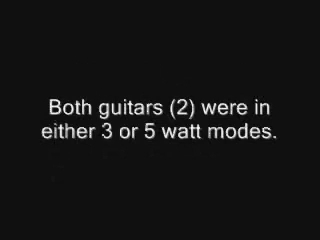 Both guitars (2) were in
either 3 or 5 watt modes.